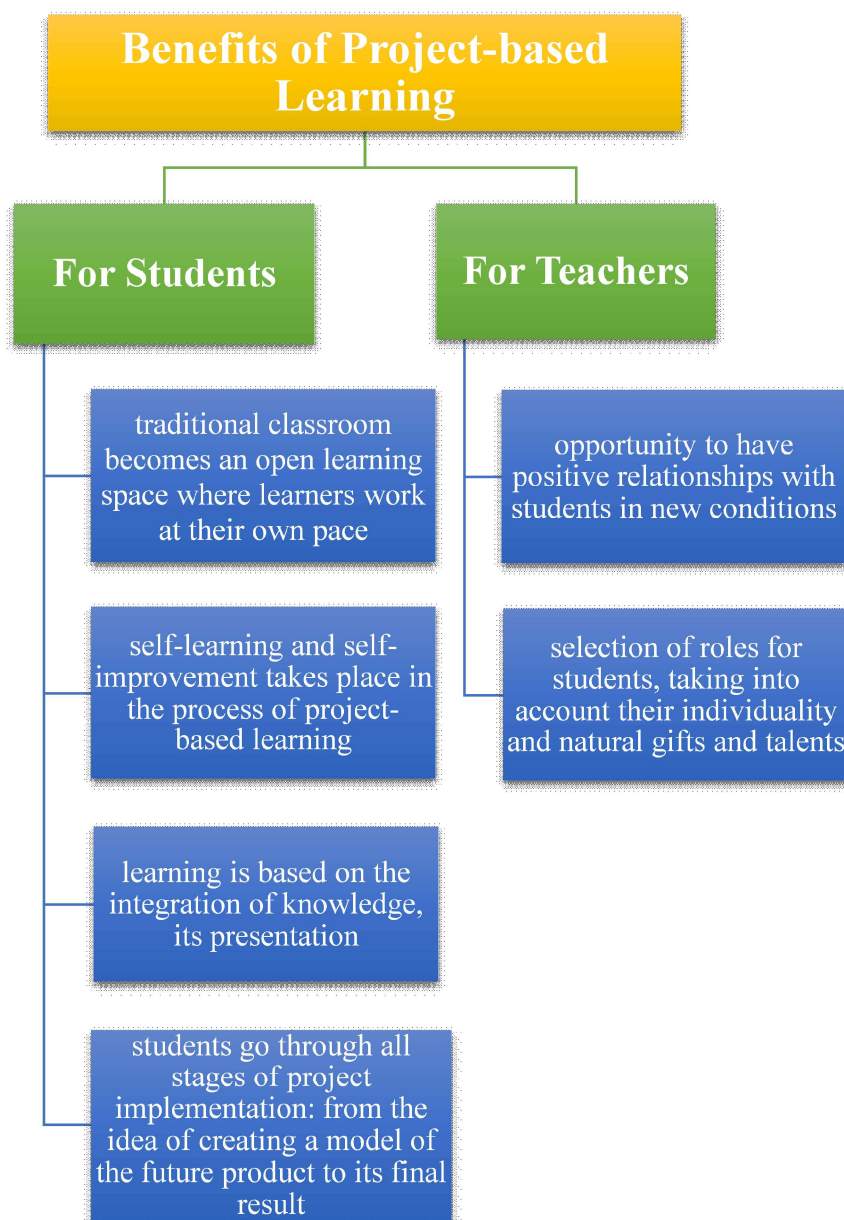 Benefits of Project-based
Learning
For Students
traditional classroom
becomes an open learning
space where learners work
at their own pace
self-learning and self-
improvement takes place in
the process of project-
based learning
learning is based on the
integration of knowledge,
its presentation
students go through all
stages of project
implementation: from the
idea of creating a model of
the future product to its final
result
For Teachers
opportunity to have
positive relationships with
students in new conditions
selection of roles for
students, taking into
account their individuality
and natural gifts and talents